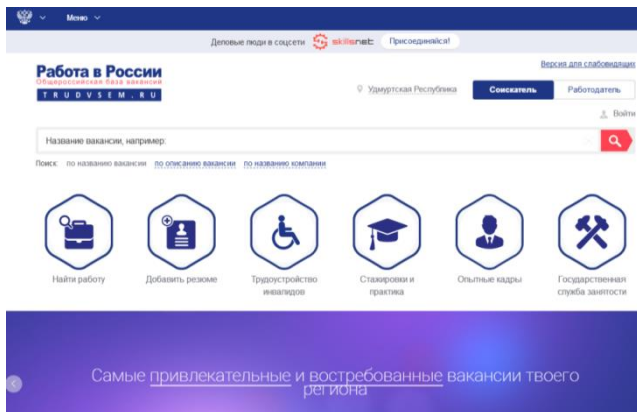 Меню
Деловые люди в соцсети skillsnet Присоединяйся!
Версия для слабовидящих
Работа в России
Общероссийская база вакансий
TRUDVSEM.RU
Удмуртская Республика Соискатель Работодатель
Войти
Название вакансии, например:
Поиск: по названию вакансии по описанию вакансии по названию компании
Найти работу Добавить резюме Трудоустройство инвалидов Стажировки и практика Опытные кадры Государственная служба занятости
Самые привлекательные и востребованные вакансии твоего
региона